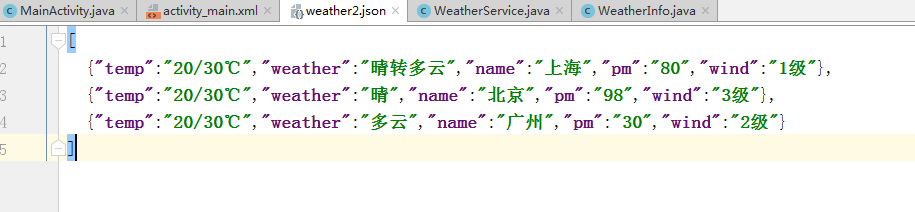 MainActivity.java × activity_main.xml × weather2.json × WeatherService.java × WeatherInfo.java ×
1 [
2 {"temp":"20/30℃","weather":"晴转多云","name":"上海","pm":"80","wind":"1级"},
3 {"temp":"20/30℃","weather":"晴","name":"北京","pm":"98","wind":"3级"},
4 {"temp":"20/30℃","weather":"多云","name":"广州","pm":"30","wind":"2级"}
5 ]